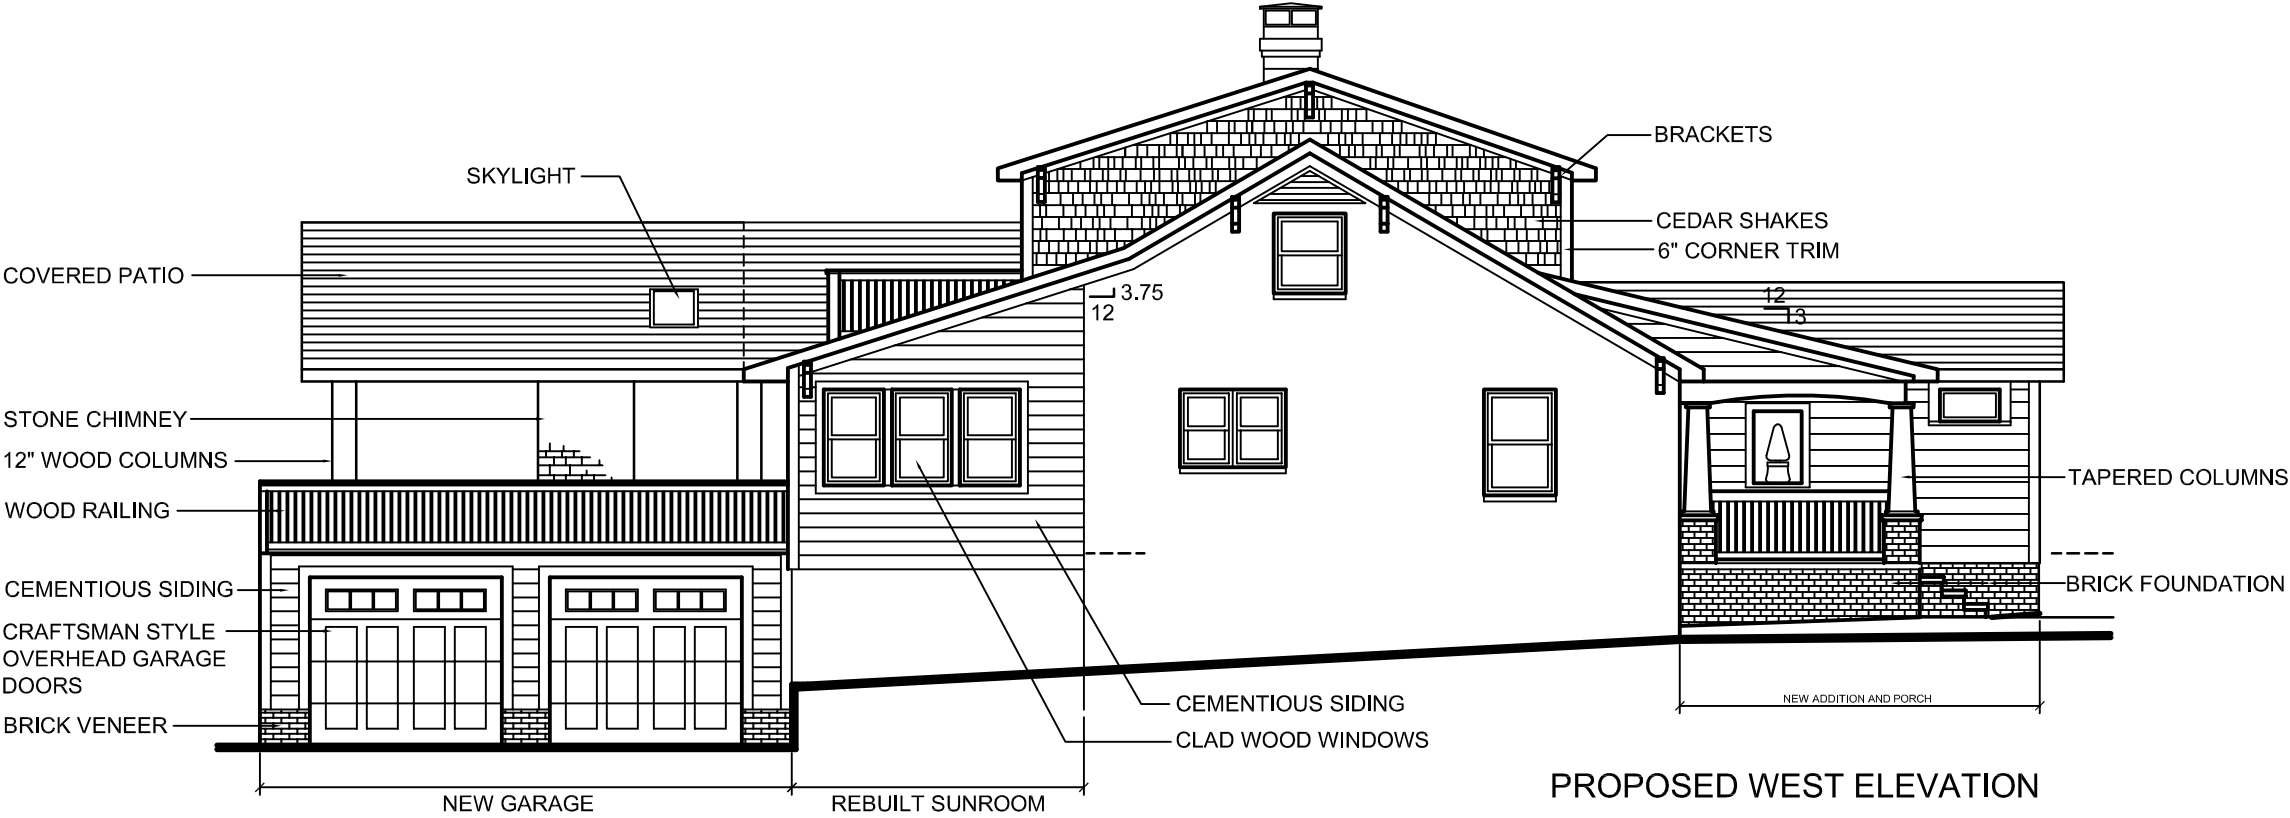 BRACKETS
SKYLIGHT
CEDAR SHAKES
6" CORNER TRIM
COVERED PATIO
3.75
12
12
3
STONE CHIMNEY
12" WOOD COLUMNS
TAPERED COLUMNS
WOOD RAILING
CEMENTIOUS SIDING
BRICK FOUNDATION
CRAFTSMAN STYLE
OVERHEAD GARAGE
DOORS
BRICK VENEER
NEW ADDITION AND PORCH
CEMENTIOUS SIDING
CLAD WOOD WINDOWS
NEW GARAGE
REBUILT SUNROOM
PROPOSED WEST ELEVATION